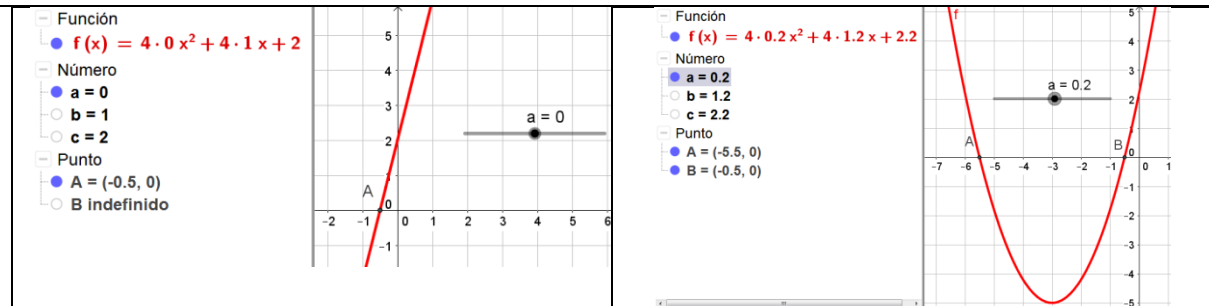 Función
f (x) = 4 · 0 x² + 4 · 1 x + 2
Número
a = 0
b = 1
c = 2
Punto
A = (-0.5, 0)
B indefinido
5
4
3
2
1
0
-1
-2 -1 0 1 2 3 4 5 6
A
a = 0
Función
f (x) = 4 · 0.2 x² + 4 · 1.2 x + 2.2
Número
a = 0.2
b = 1.2
c = 2.2
Punto
A = (-5.5, 0)
B = (-0.5, 0)
f
5
4
3
2
1
0
-1
-2
-3
-4
-5
-7 -6 -5 -4 -3 -2 -1 0 1
A
B
a = 0.2